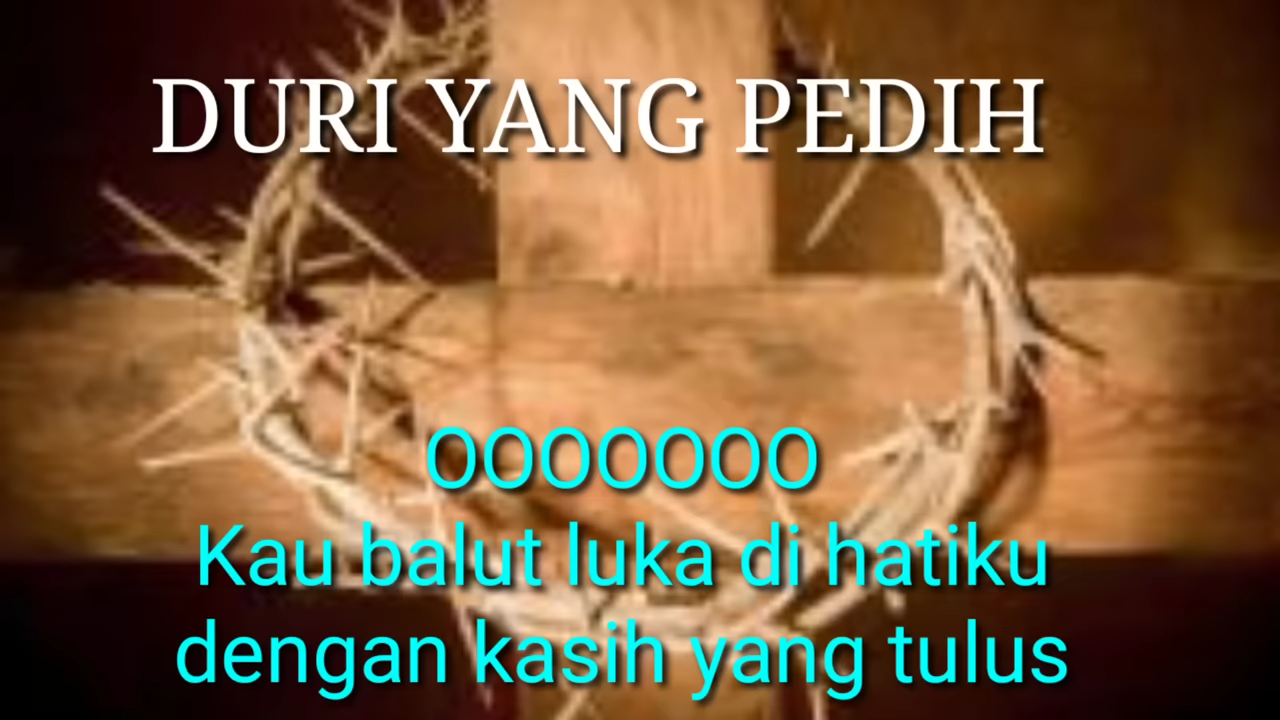 DURI YANG PEDIH
OOOOOOO
Kau balut luka di hatiku
dengan kasih yang tulus